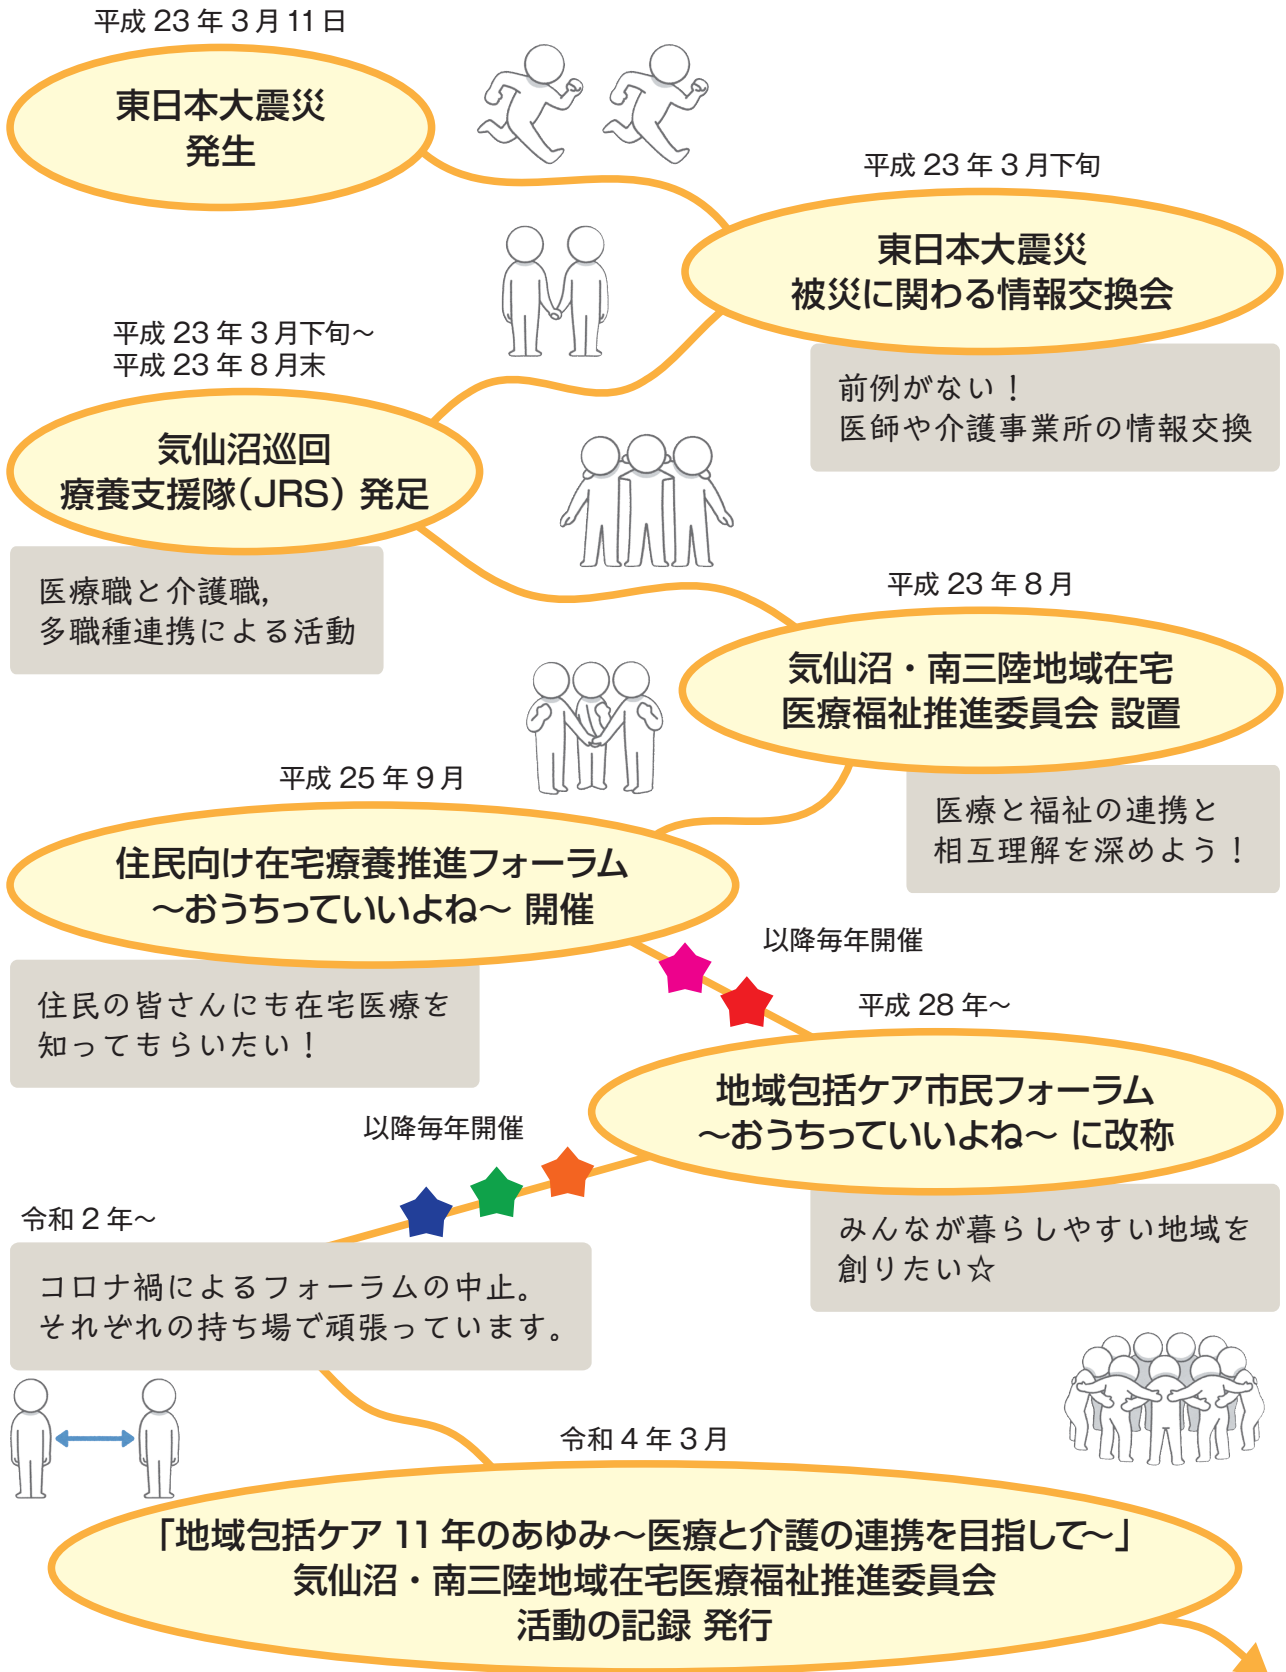 平成 23 年 3 月 11 日
東日本大震災
発生
平成 23 年 3 月下旬
東日本大震災
被災に関わる情報交換会
前例がない！
医師や介護事業所の情報交換
平成 23 年 3 月下旬～
平成 23 年 8 月末
気仙沼巡回
療養支援隊（JRS）発足
医療職と介護職,
多職種連携による活動
平成 23 年 8 月
気仙沼・南三陸地域在宅
医療福祉推進委員会 設置
医療と福祉の連携と
相互理解を深めよう！
平成 25 年 9 月
住民向け在宅療養推進フォーラム
～おうちっていいよね～ 開催
住民の皆さんにも在宅医療を
知ってもらいたい！
以降毎年開催
平成 28 年～
地域包括ケア市民フォーラム
～おうちっていいよね～ に改称
みんなが暮らしやすい地域を
創りたい☆
以降毎年開催
令和 2 年～
コロナ禍によるフォーラムの中止。
それぞれの持ち場で頑張っています。
令和 4 年 3 月
「地域包括ケア 11 年のあゆみ～医療と介護の連携を目指して～」
気仙沼・南三陸地域在宅医療福祉推進委員会
活動の記録 発行